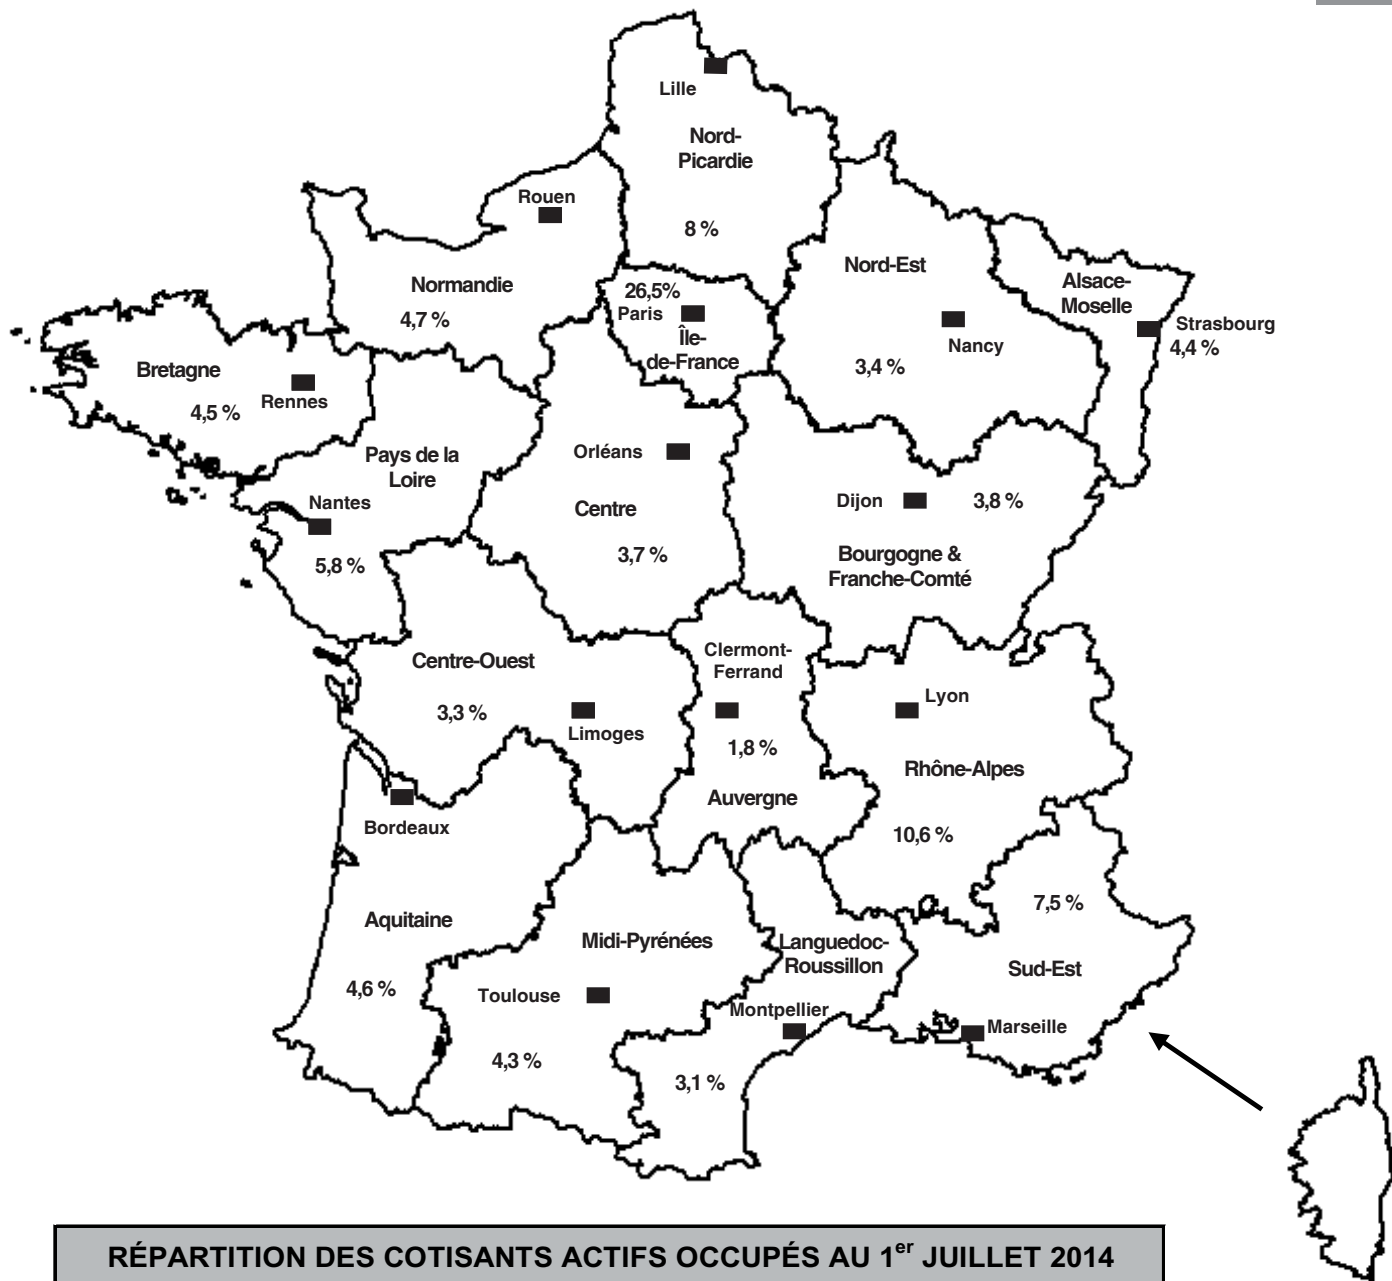 Lille
Nord-
Picardie
8 %
Rouen
Normandie
4,7 %
26,5%
Paris
Île-
de-France
Nord-Est
Nancy
3,4 %
Alsace-
Moselle
Strasbourg
4,4 %
Bretagne
Rennes
4,5 %
Pays de la
Loire
Nantes
5,8 %
Orléans
Centre
3,7 %
Dijon
3,8 %
Bourgogne &
Franche-Comté
Centre-Ouest
3,3 %
Limoges
Clermont-
Ferrand
1,8 %
Auvergne
Lyon
Rhône-Alpes
10,6 %
Bordeaux
Aquitaine
4,6 %
Midi-Pyrénées
Toulouse
4,3 %
Languedoc-
Roussillon
Montpellier
3,1 %
7,5 %
Sud-Est
Marseille
RÉPARTITION DES COTISANTS ACTIFS OCCUPÉS AU 1er JUILLET 2014